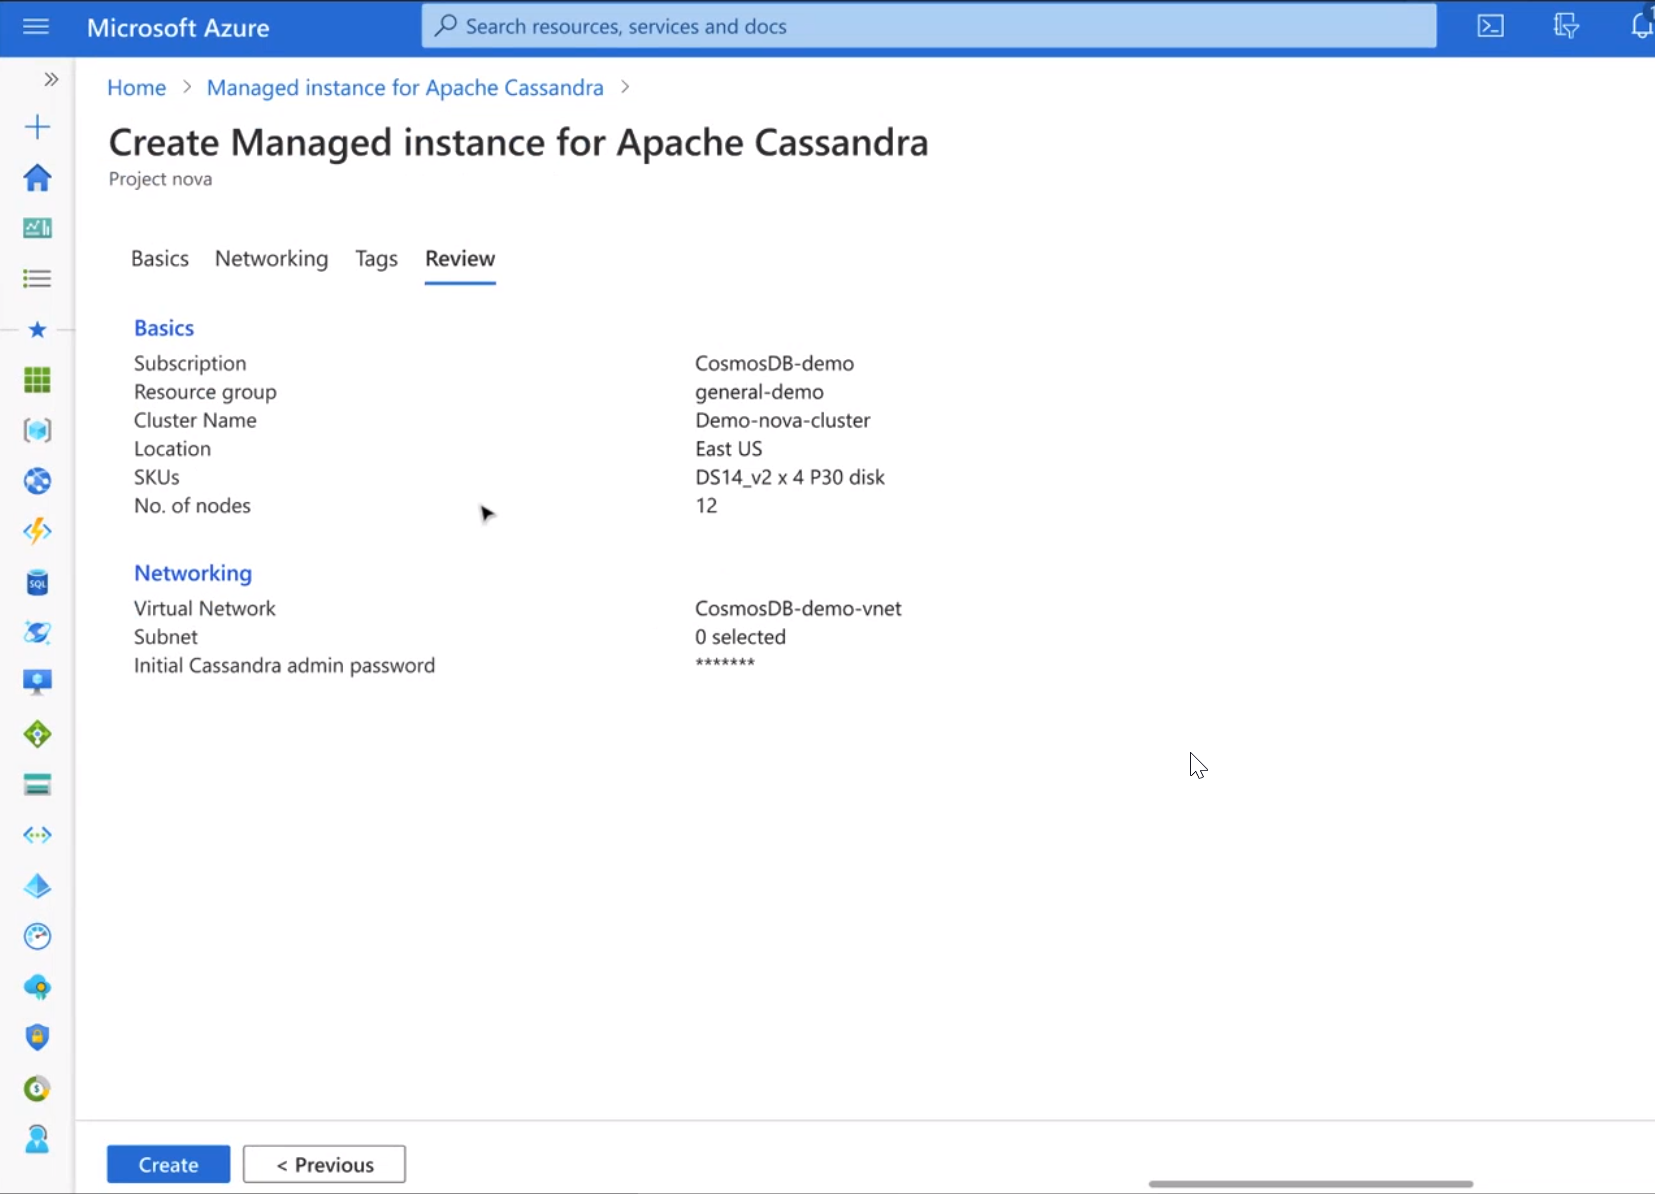 Microsoft Azure
Search resources, services and docs
1
Home > Managed instance for Apache Cassandra >
Create Managed instance for Apache Cassandra
Project nova
Basics Networking Tags Review
Basics
Subscription CosmosDB-demo
Resource group general-demo
Cluster Name Demo-nova-cluster
Location East US
SKUs DS14_v2 x 4 P30 disk
No. of nodes 12
Networking
Virtual Network CosmosDB-demo-vnet
Subnet 0 selected
Initial Cassandra admin password *******
SQL
Create < Previous